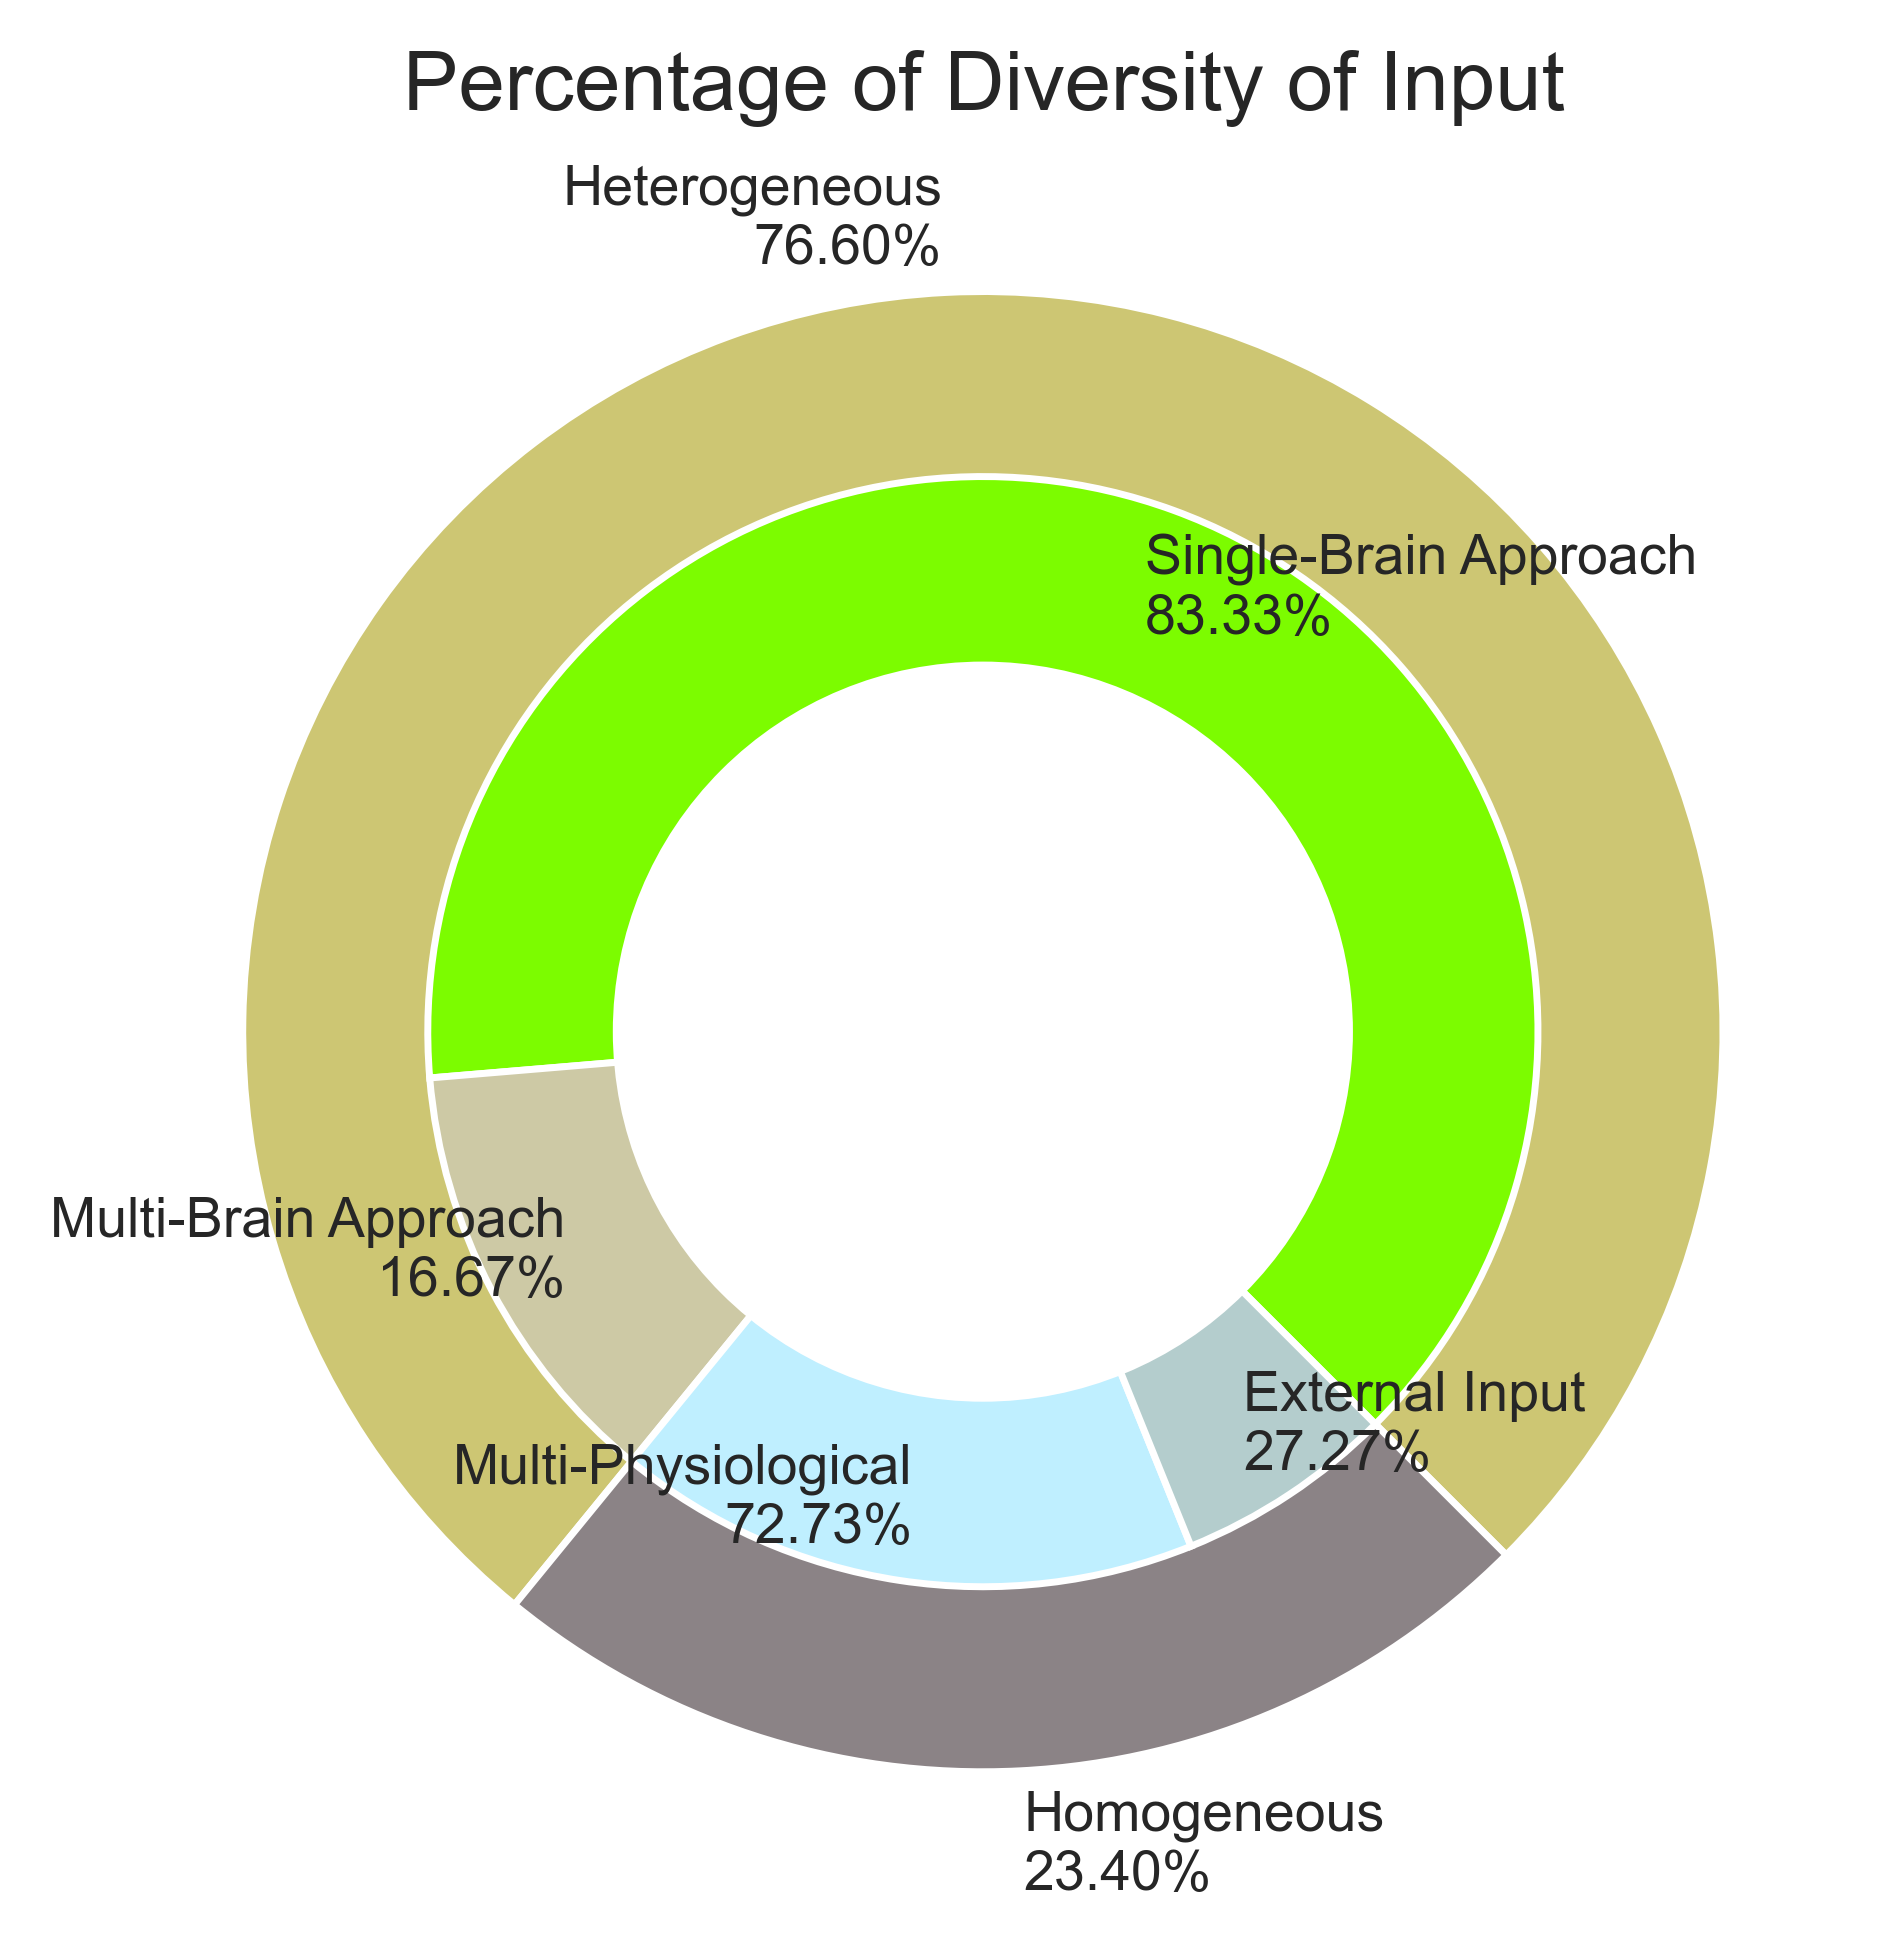 Percentage of Diversity of Input
Heterogeneous
76.60%
Single-Brain Approach
83.33%
Multi-Brain Approach
16.67%
External Input
27.27%
Multi-Physiological
72.73%
Homogeneous
23.40%